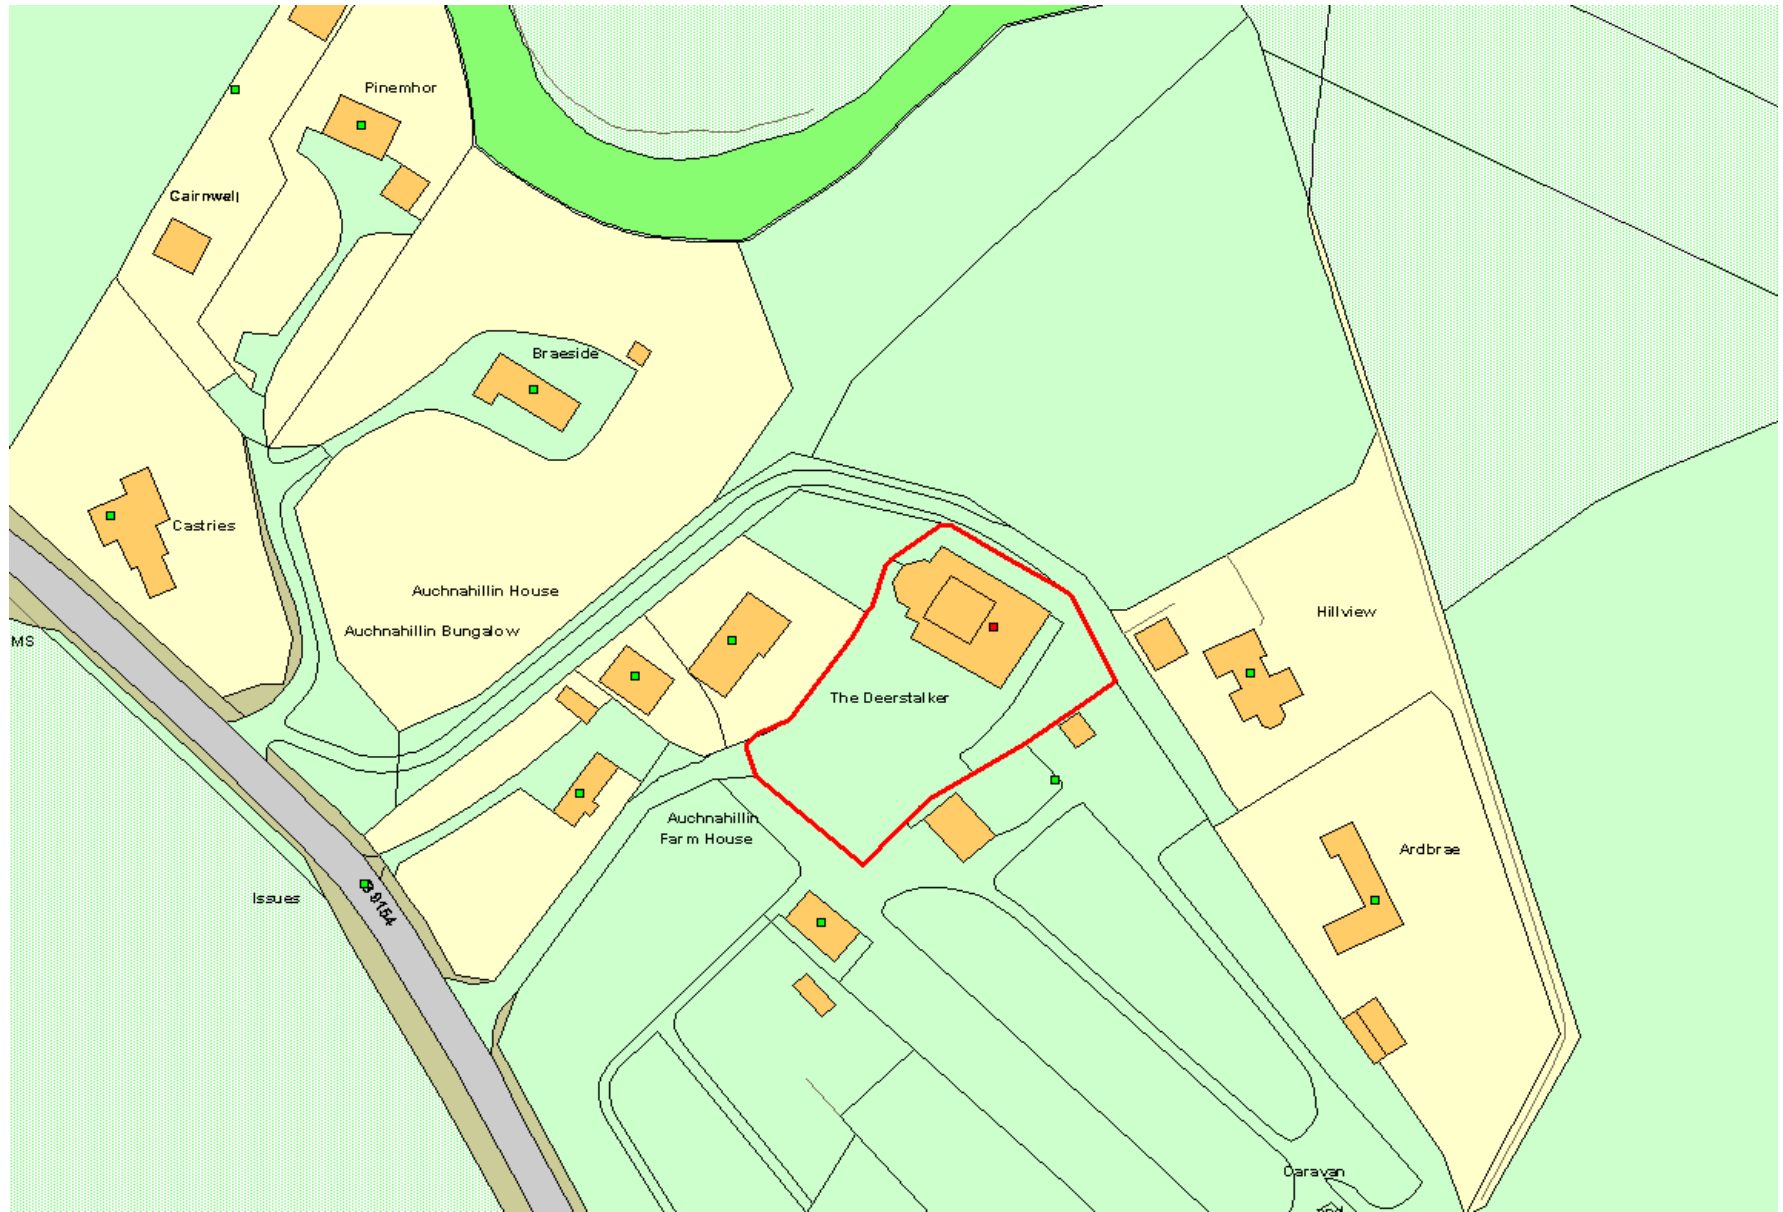 Pinemhor
Cairnwell
Braeside
Castries
Auchnahillin House
Auchnahillin Bungalow
Hillview
MS
The Deerstalker
Auchnahillin
Farm House
Ardbrae
Issues
B 9154
Caravan